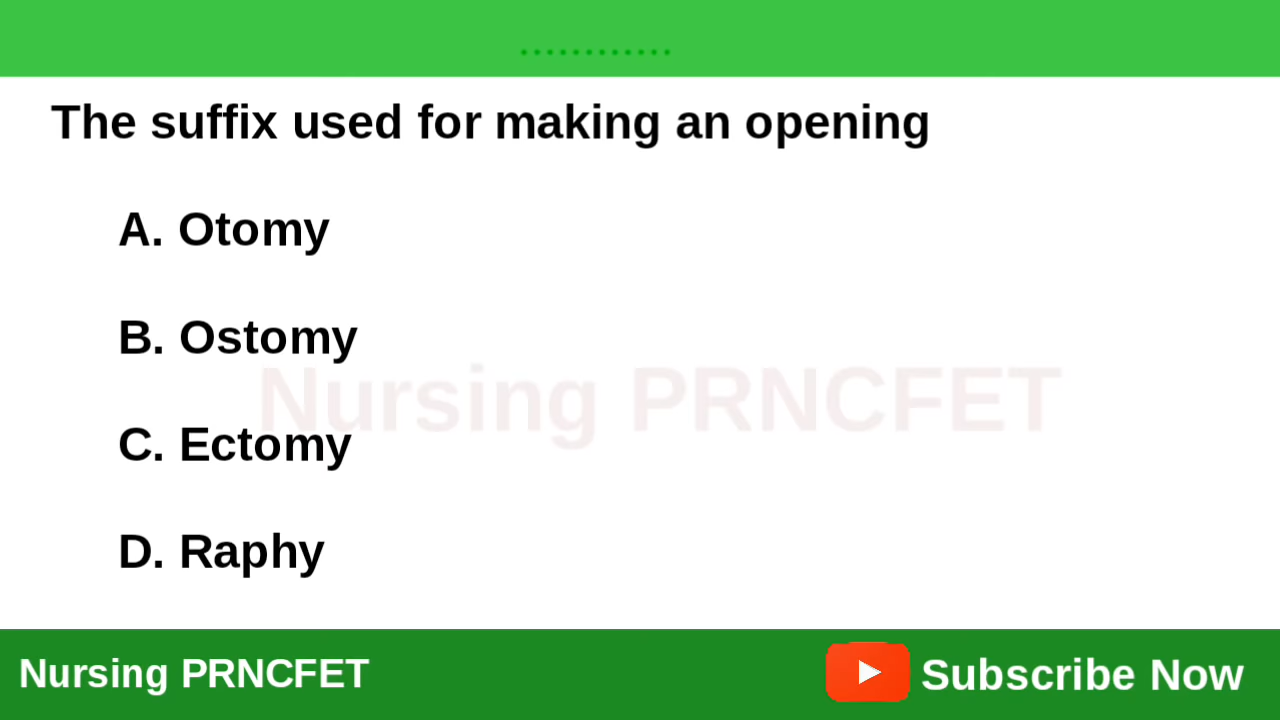 The suffix used for making an opening
A. Otomy
B. Ostomy
Nursing PRNCFET
C. Ectomy
D. Raphy
Nursing PRNCFET
Subscribe Now